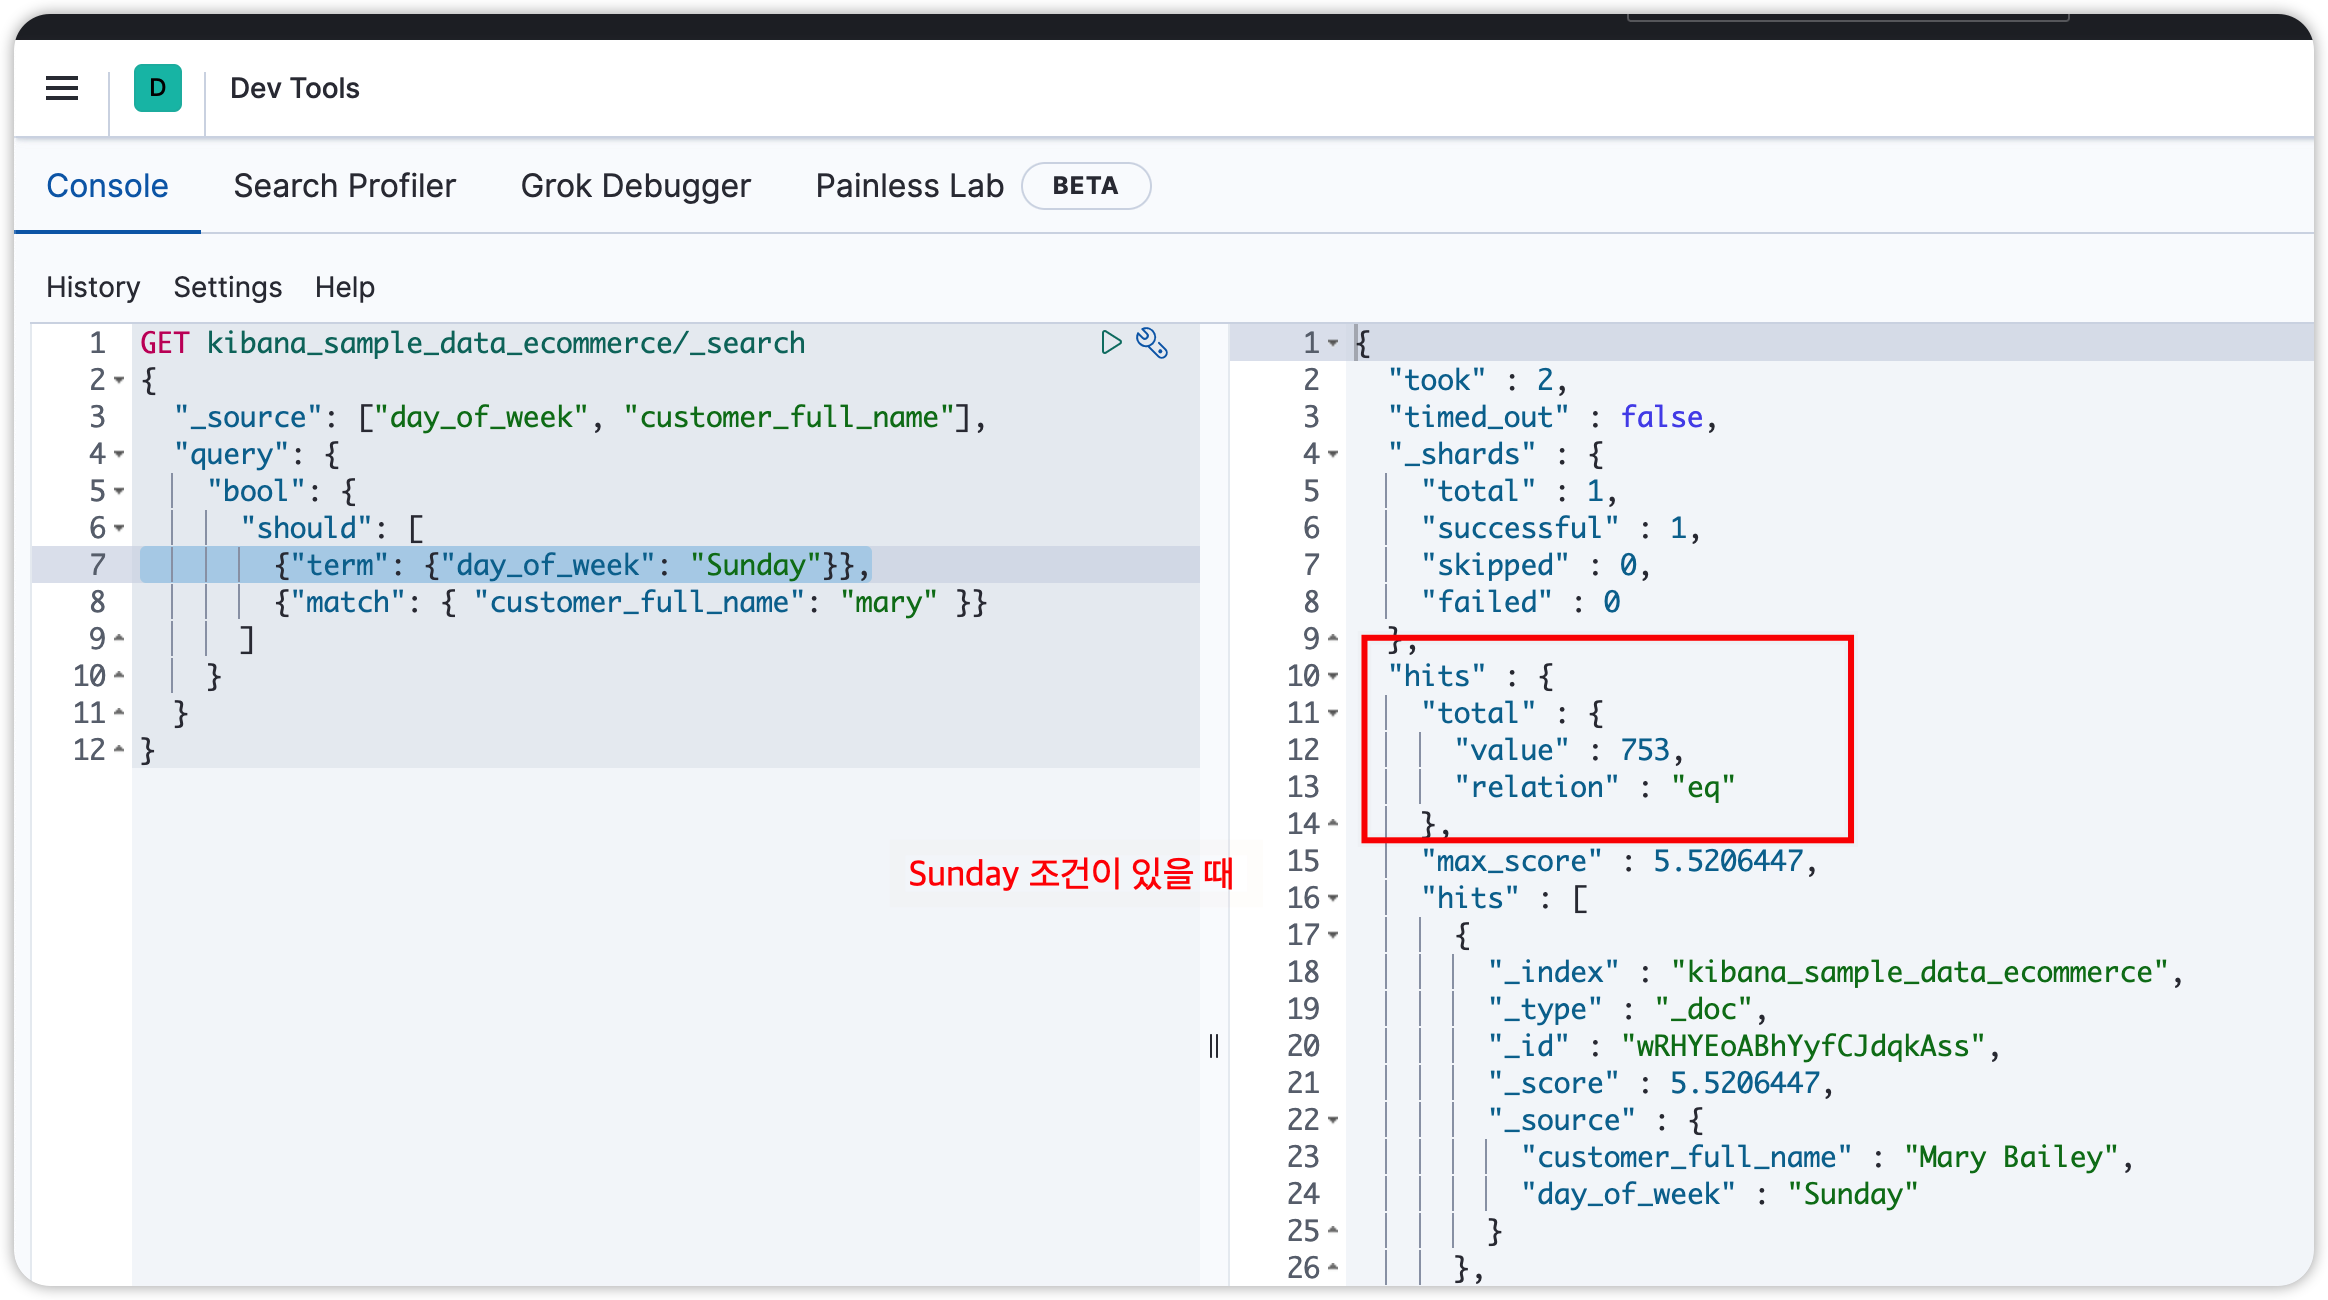 D
Dev Tools
Console
Search Profiler
Grok Debugger
Painless Lab
BETA
History
Settings
Help
1 GET kibana_sample_data_ecommerce/_search
2 {
3   "_source": ["day_of_week", "customer_full_name"],
4   "query": {
5     "bool": {
6       "should": [
7         {"term": {"day_of_week": "Sunday"}},
8         {"match": { "customer_full_name": "mary" }}
9       ]
10     }
11   }
12 }
Sunday 조건이 있을 때
1 {
2   "took" : 2,
3   "timed_out" : false,
4   "_shards" : {
5     "total" : 1,
6     "successful" : 1,
7     "skipped" : 0,
8     "failed" : 0
9   },
10   "hits" : {
11     "total" : {
12       "value" : 753,
13       "relation" : "eq"
14     },
15     "max_score" : 5.5206447,
16     "hits" : [
17       {
18         "_index" : "kibana_sample_data_ecommerce",
19         "_type" : "_doc",
20         "_id" : "wRHYEoABhYyfCJdqkAss",
21         "_score" : 5.5206447,
22         "_source" : {
23           "customer_full_name" : "Mary Bailey",
24           "day_of_week" : "Sunday"
25         }
26       },